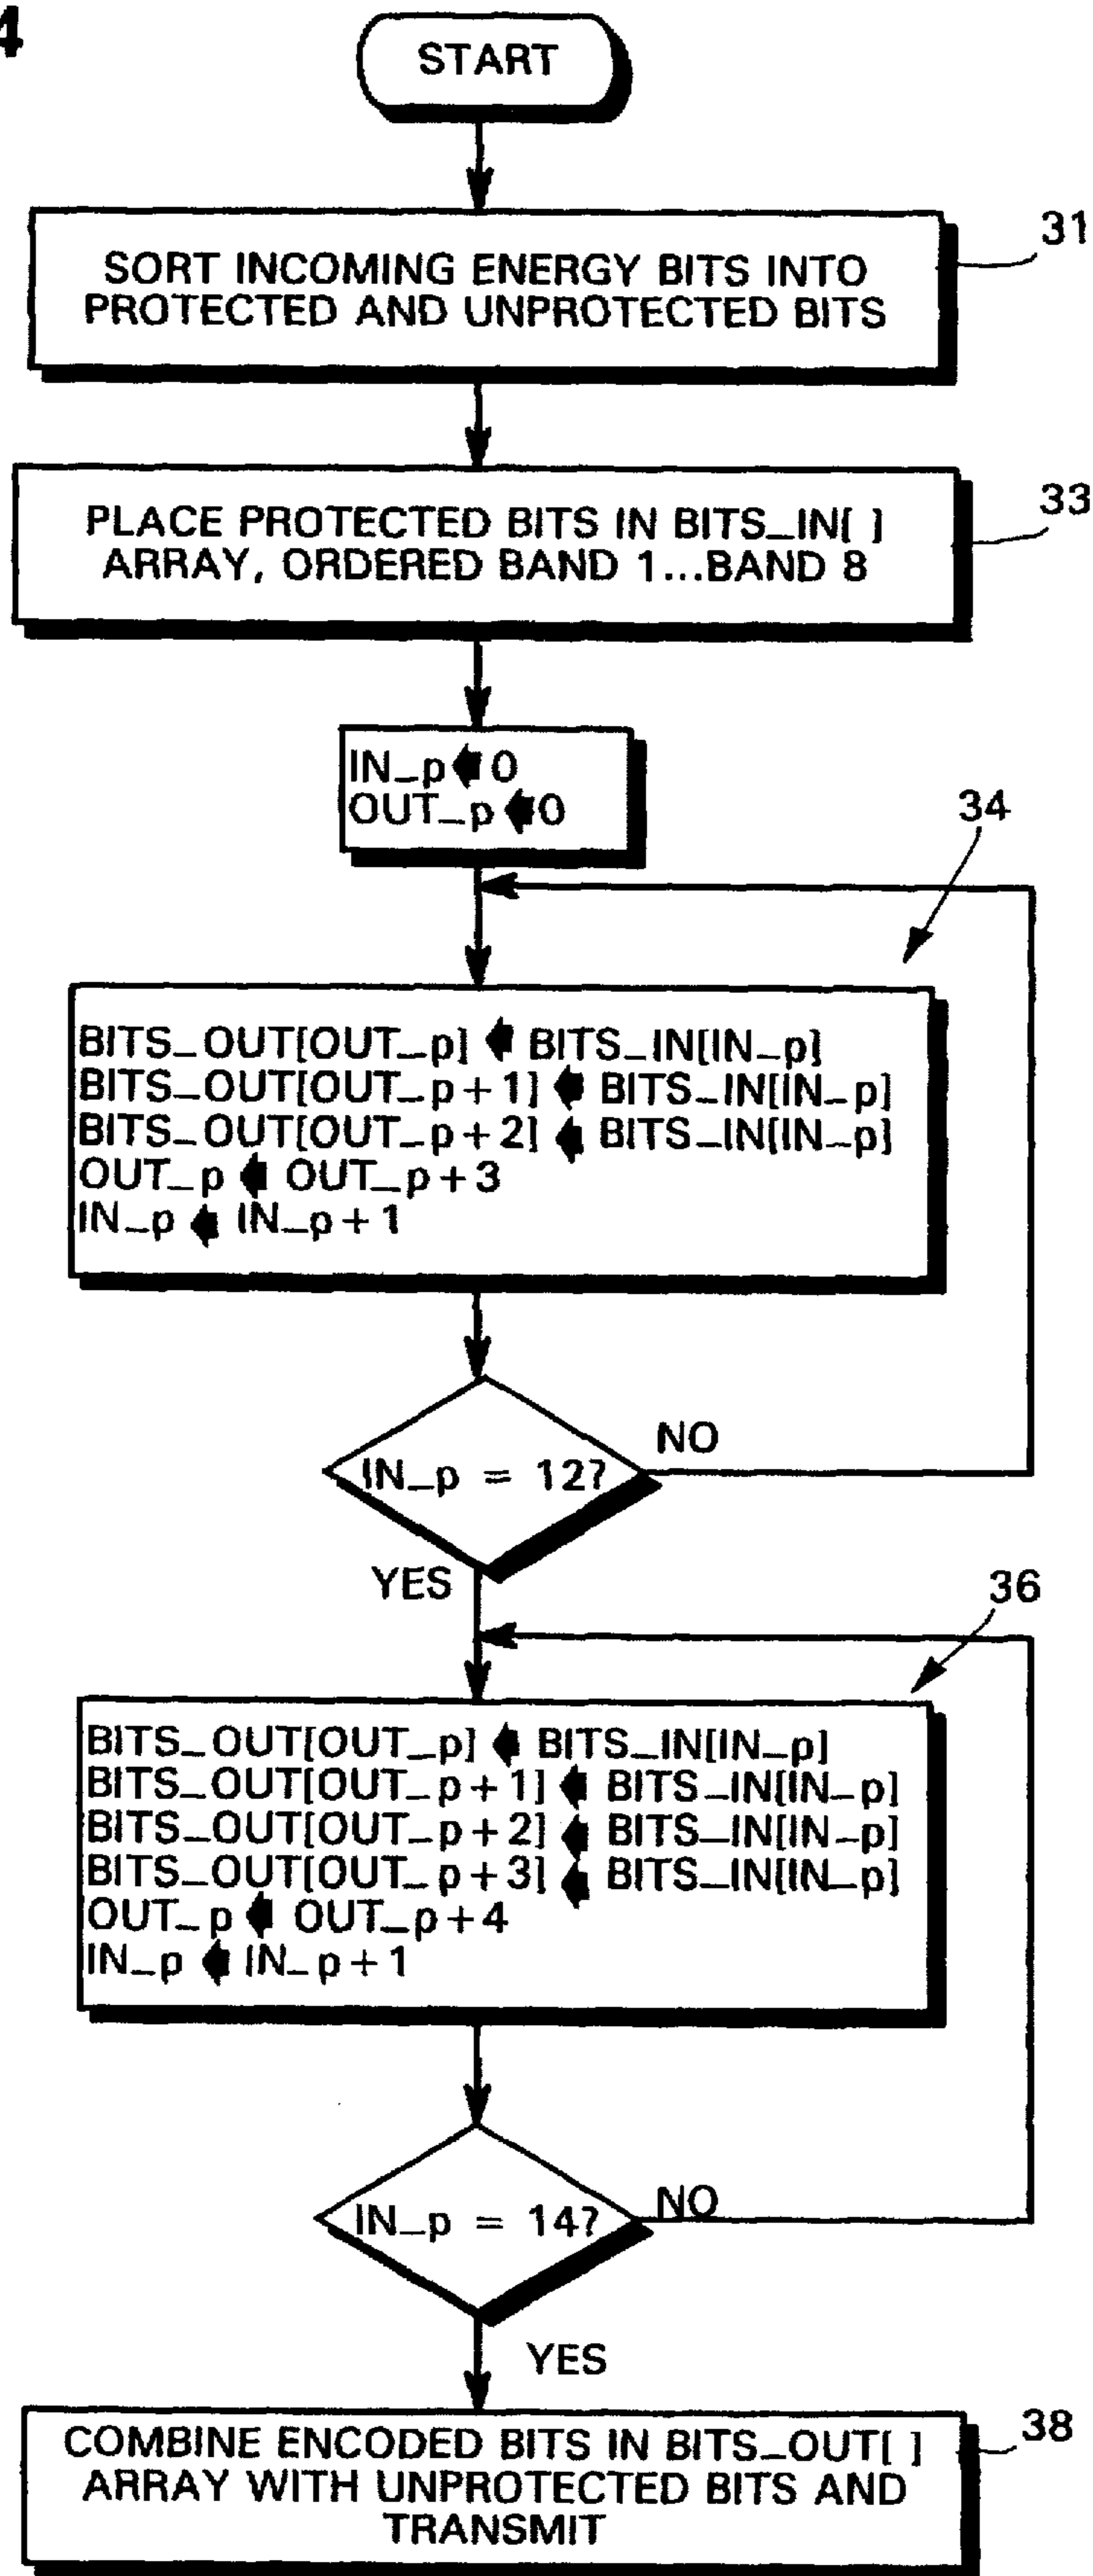 4
START
31
SORT INCOMING ENERGY BITS INTO
PROTECTED AND UNPROTECTED BITS
33
PLACE PROTECTED BITS IN BITS_IN[ ]
ARRAY, ORDERED BAND 1...BAND 8
IN_p ← 0
OUT_p ← 0
34
BITS_OUT[OUT_p] ← BITS_IN[IN_p]
BITS_OUT[OUT_p+1] ← BITS_IN[IN_p]
BITS_OUT[OUT_p+2] ← BITS_IN[IN_p]
OUT_p ← OUT_p+3
IN_p ← IN_p+1
NO
IN_p = 12?
YES
36
BITS_OUT[OUT_p] ← BITS_IN[IN_p]
BITS_OUT[OUT_p+1] ← BITS_IN[IN_p]
BITS_OUT[OUT_p+2] ← BITS_IN[IN_p]
BITS_OUT[OUT_p+3] ← BITS_IN[IN_p]
OUT_p ← OUT_p+4
IN_p ← IN_p+1
NO
IN_p = 14?
YES
38
COMBINE ENCODED BITS IN BITS_OUT[ ]
ARRAY WITH UNPROTECTED BITS AND
TRANSMIT